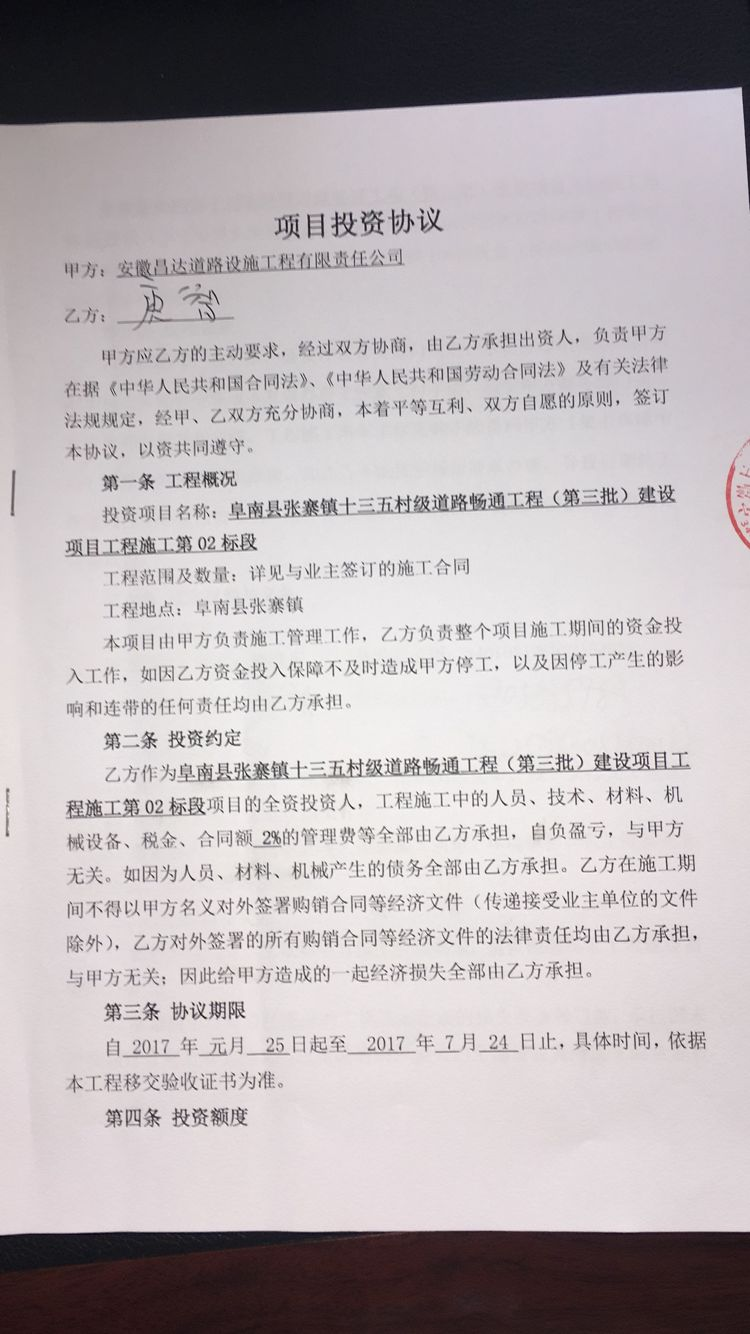 项目投资协议
甲方：安徽昌达道路设施工程有限责任公司
乙方：
甲方应乙方的主动要求，经过双方协商，由乙方承担出资人，负责甲方
在据《中华人民共和国合同法》、《中华人民共和国劳动合同法》及有关法律
法规规定，经甲、乙双方充分协商，本着平等互利、双方自愿的原则，签订
本协议，以资共同遵守。
第一条 工程概况
投资项目名称：阜南县张寨镇十三五村级道路畅通工程（第三批）建设
项目工程施工第 02 标段
工程范围及数量：详见与业主签订的施工合同
工程地点：阜南县张寨镇
本项目由甲方负责施工管理工作，乙方负责整个项目施工期间的资金投
入工作，如因乙方资金投入保障不及时造成甲方停工，以及因停工产生的影
响和连带的任何责任均由乙方承担。
第二条 投资约定
乙方作为阜南县张寨镇十三五村级道路畅通工程（第三批）建设项目工
程施工第 02 标段项目的全资投资人，工程施工中的人员、技术、材料、机
械设备、税金、合同额 2%的管理费等全部由乙方承担，自负盈亏，与甲方
无关。如因为人员、材料、机械产生的债务全部由乙方承担。乙方在施工期
间不得以甲方名义对外签署购销合同等经济文件（传递接受业主单位的文件
除外），乙方对外签署的所有购销合同等经济文件的法律责任均由乙方承担，
与甲方无关；因此给甲方造成的一起经济损失全部由乙方承担。
第三条 协议期限
自 2017 年 元月 25 日起至 2017 年 7 月 24 日止，具体时间，依据
本工程移交验收证书为准。
第四条 投资额度